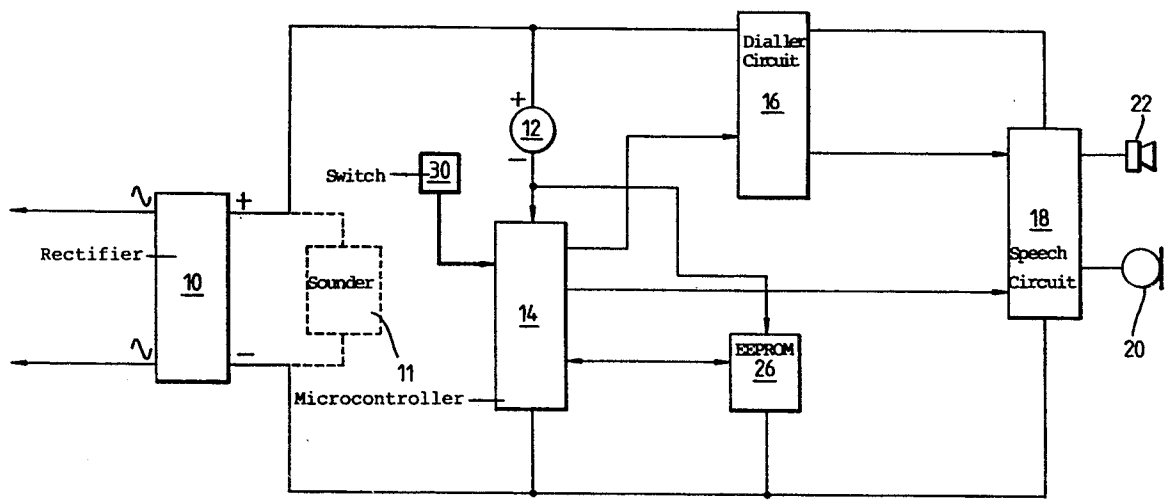 Dialler
Circuit
16
22
+
12
−
30
Switch
18
Speech
Circuit
∿
+
Rectifier
10
Sounder
14
∿
−
11
EEPROM
26
20
Microcontroller